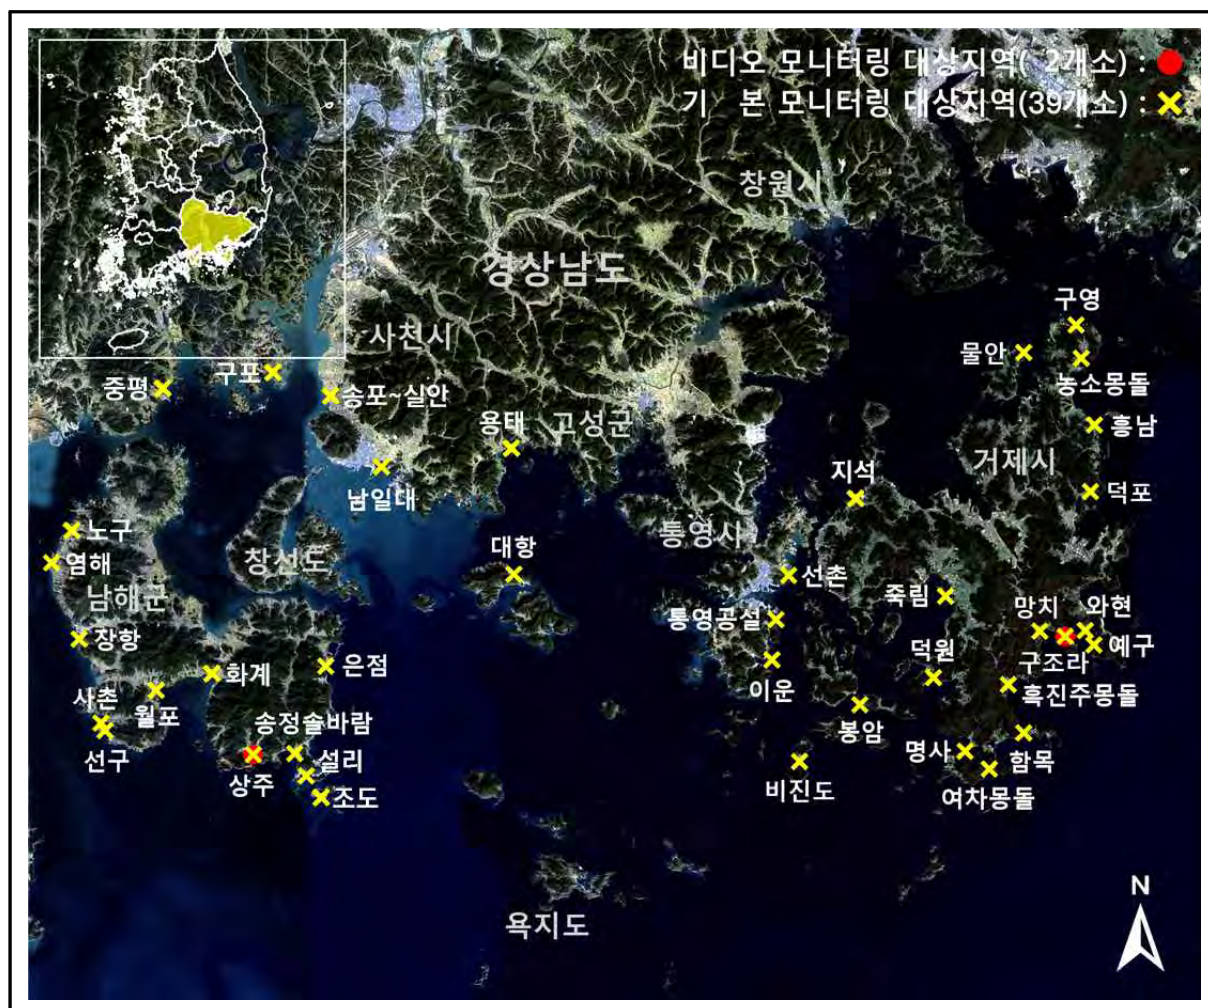 비디오 모니터링 대상지역( 2개소) :
기 본 모니터링 대상지역(39개소) :
창원시
경상남도
구영
사천시
물안
구포
농소몽돌
중평
송포~실안
용태
고성군
흥남
거제시
지석
남일대
덕포
노구
통영사
대항
염해
창선도
선촌
남해군
죽림
통영공설
망치
와현
장항
예구
은점
화계
이운
덕원
구조라
사촌
월포
흑진주몽돌
송정솔바람
봉암
선구
설리
명사
함목
상주
비진도
초도
여차몽돌
N
욕지도